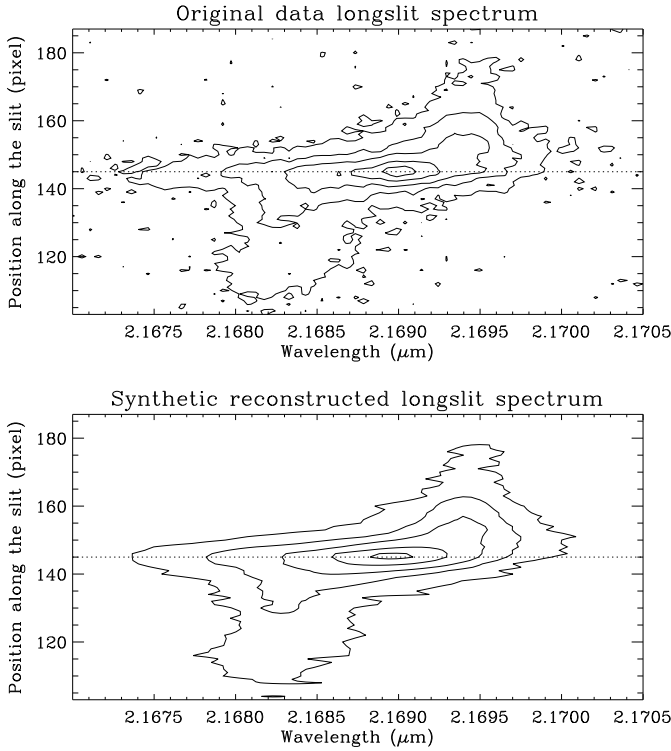 Original data longslit spectrum
Position along the slit (pixel)
180
160
140
120
2.1675 2.1680 2.1685 2.1690 2.1695 2.1700 2.1705
Wavelength (μm)
Synthetic reconstructed longslit spectrum
Position along the slit (pixel)
180
160
140
120
2.1675 2.1680 2.1685 2.1690 2.1695 2.1700 2.1705
Wavelength (μm)